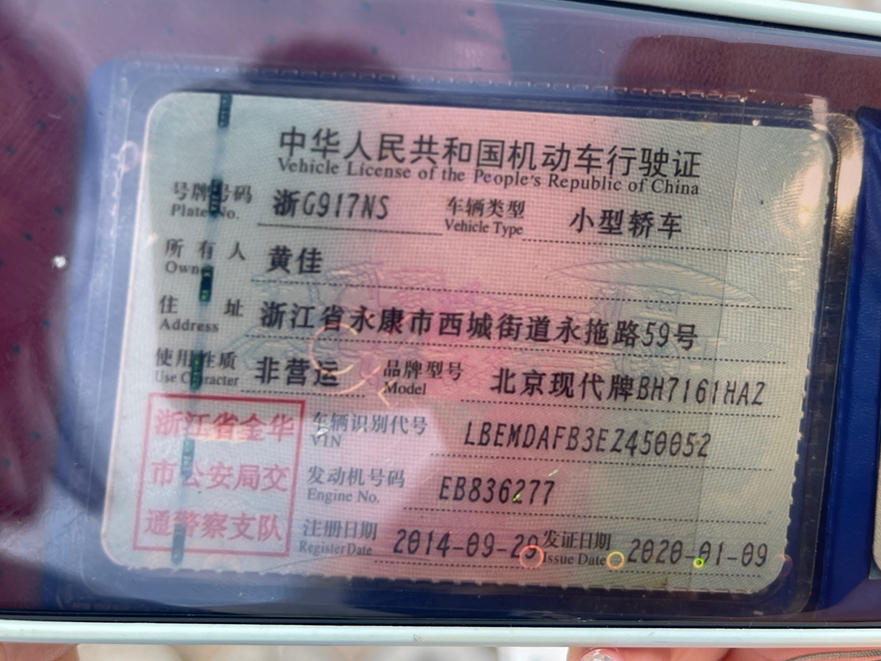 中华人民共和国机动车行驶证
Vehicle License of the People's Republic of China
号牌号码 浙G917NS 车辆类型 小型轿车
Plate No. Vehicle Type
所有人 黄佳
Owner
住址 浙江省永康市西城街道永拖路59号
Address
使用性质 非营运 品牌型号 北京现代牌BH7161HAZ
Use Character Model
浙江省金华
市公安局交
通警察支队
车辆识别代号 LBEMDAFB3EZ450052
VIN
发动机号码 EB836277
Engine No.
注册日期 2014-09-29 发证日期 2020-01-09
Register Date Issue Date